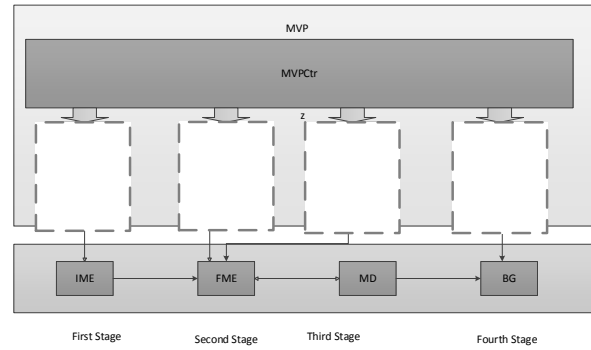 MVP
MVPCtr
z
IME
FME
MD
BG
First Stage
Second Stage
Third Stage
Fourth Stage